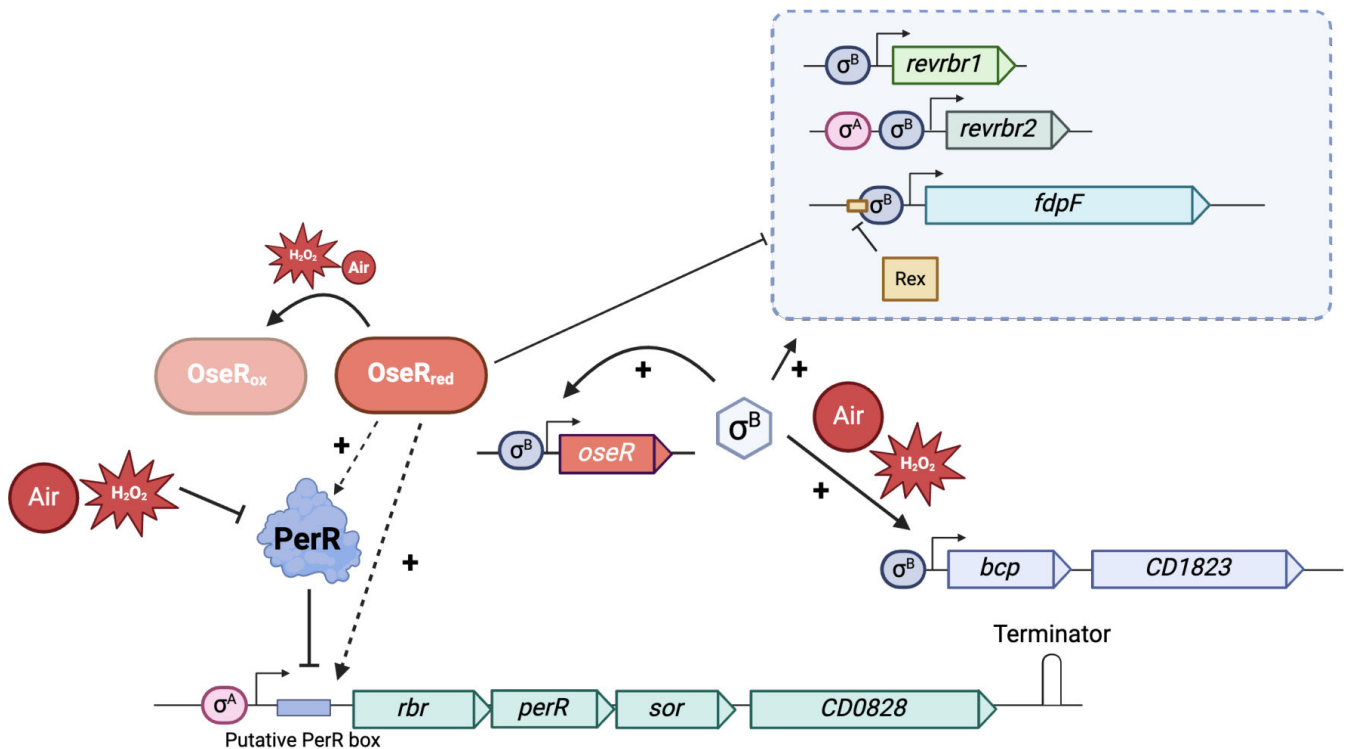 σB
revrbr1
σA
σB
revrbr2
σB
fdpF
Rex
H₂O₂
Air
OseRox
OseRred
+
+
+
σB
oseR
σB
Air
H₂O₂
+
Air
H₂O₂
PerR
+
σB
bcp
CD1823
Terminator
σA
rbr
perR
sor
CD0828
Putative PerR box